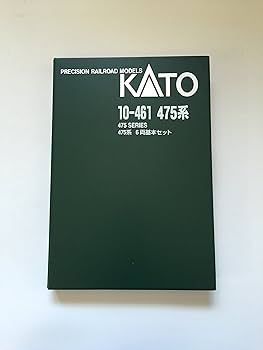 PRECISION RAILROAD MODELS
KATO
10-461 475系
475 SERIES
475系 6両基本セット